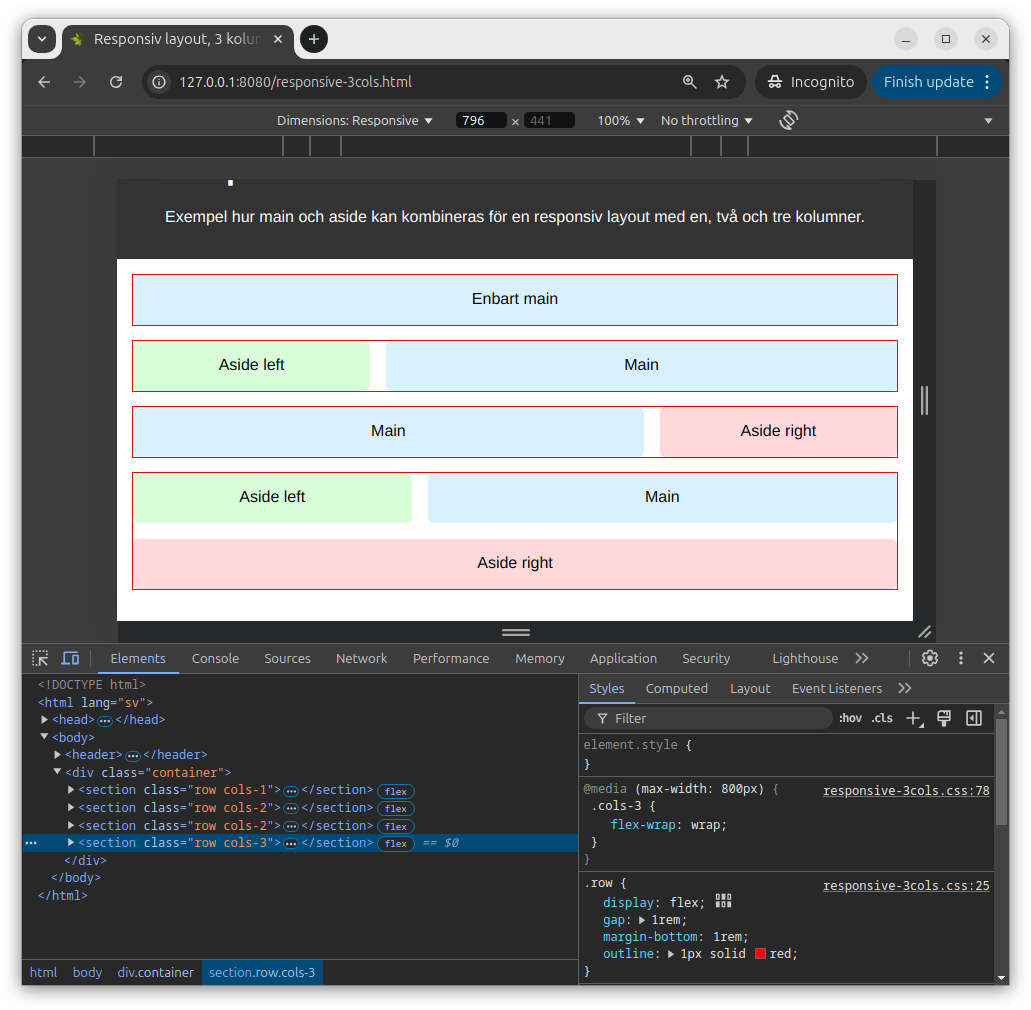 Responsiv layout, 3 kolun
127.0.0.1:8080/responsive-3cols.html
Incognito
Finish update
Dimensions: Responsive
796 × 441
100%
No throttling
Exempel hur main och aside kan kombineras för en responsiv layout med en, två och tre kolumner.
Enbart main
Aside left
Main
Main
Aside right
Aside left
Main
Aside right
Elements
Console
Sources
Network
Performance
Memory
Application
Security
Lighthouse
<!DOCTYPE html>
<html lang="sv">
<head>…</head>
<body>
<header>…</header>
<div class="container">
<section class="row cols-1">…</section> flex
<section class="row cols-2">…</section> flex
<section class="row cols-2">…</section> flex
<section class="row cols-3">…</section> flex == $0
</div>
</body>
</html>
html body div.container section.row.cols-3
Styles
Computed
Layout
Event Listeners
Filter
:hov .cls
element.style {
}
@media (max-width: 800px) { responsive-3cols.css:78
.cols-3 {
flex-wrap: wrap;
}
}
.row { responsive-3cols.css:25
display: flex;
gap: 1rem;
margin-bottom: 1rem;
outline: 1px solid red;
}